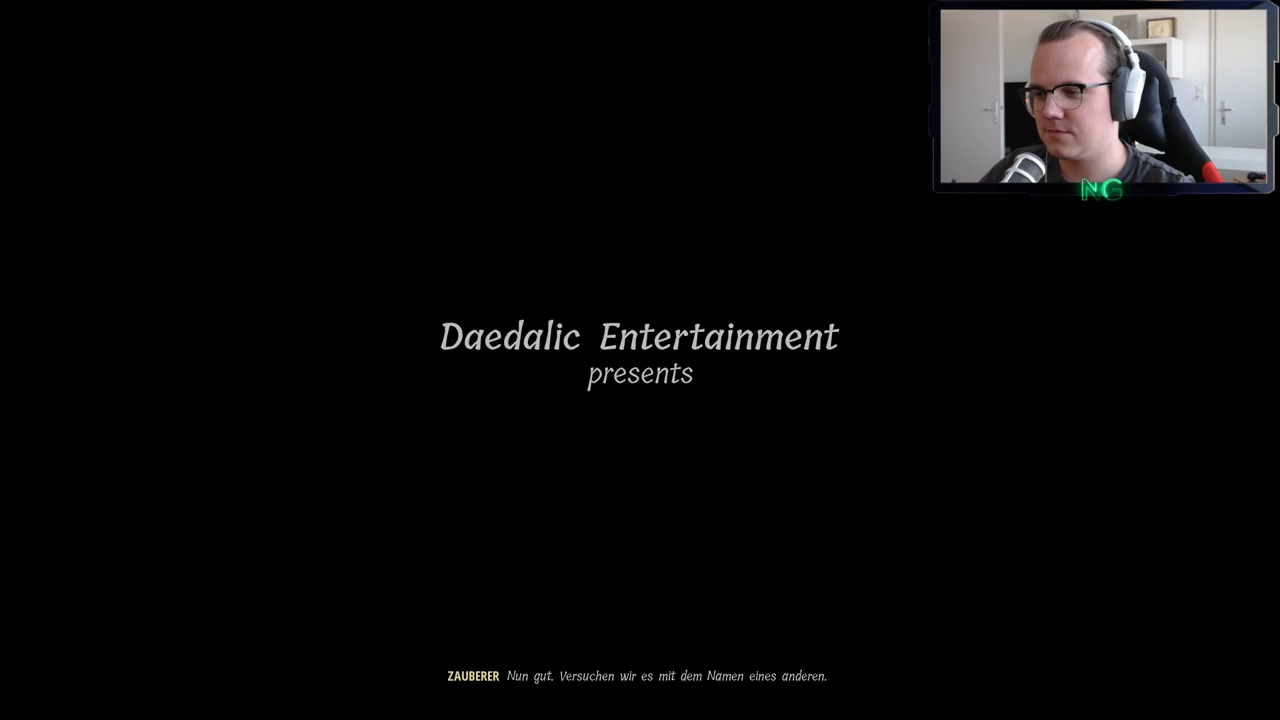 NG
Daedalic Entertainment
presents
ZAUBERER Nun gut. Versuchen wir es mit dem Namen eines anderen.